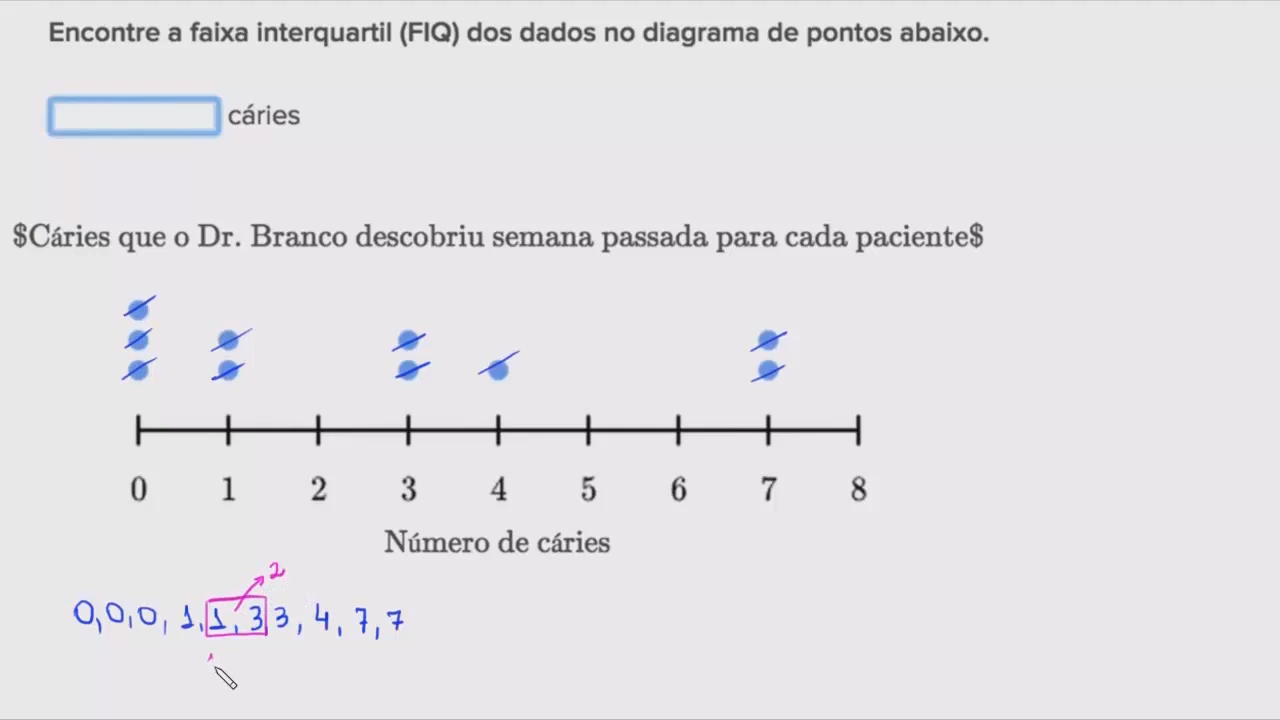 Encontre a faixa interquartil (FIQ) dos dados no diagrama de pontos abaixo.
cáries
$Cáries que o Dr. Branco descobriu semana passada para cada paciente$
0 1 2 3 4 5 6 7 8
Número de cáries
2
0,0,0, 1, 1, 3 3, 4, 7, 7